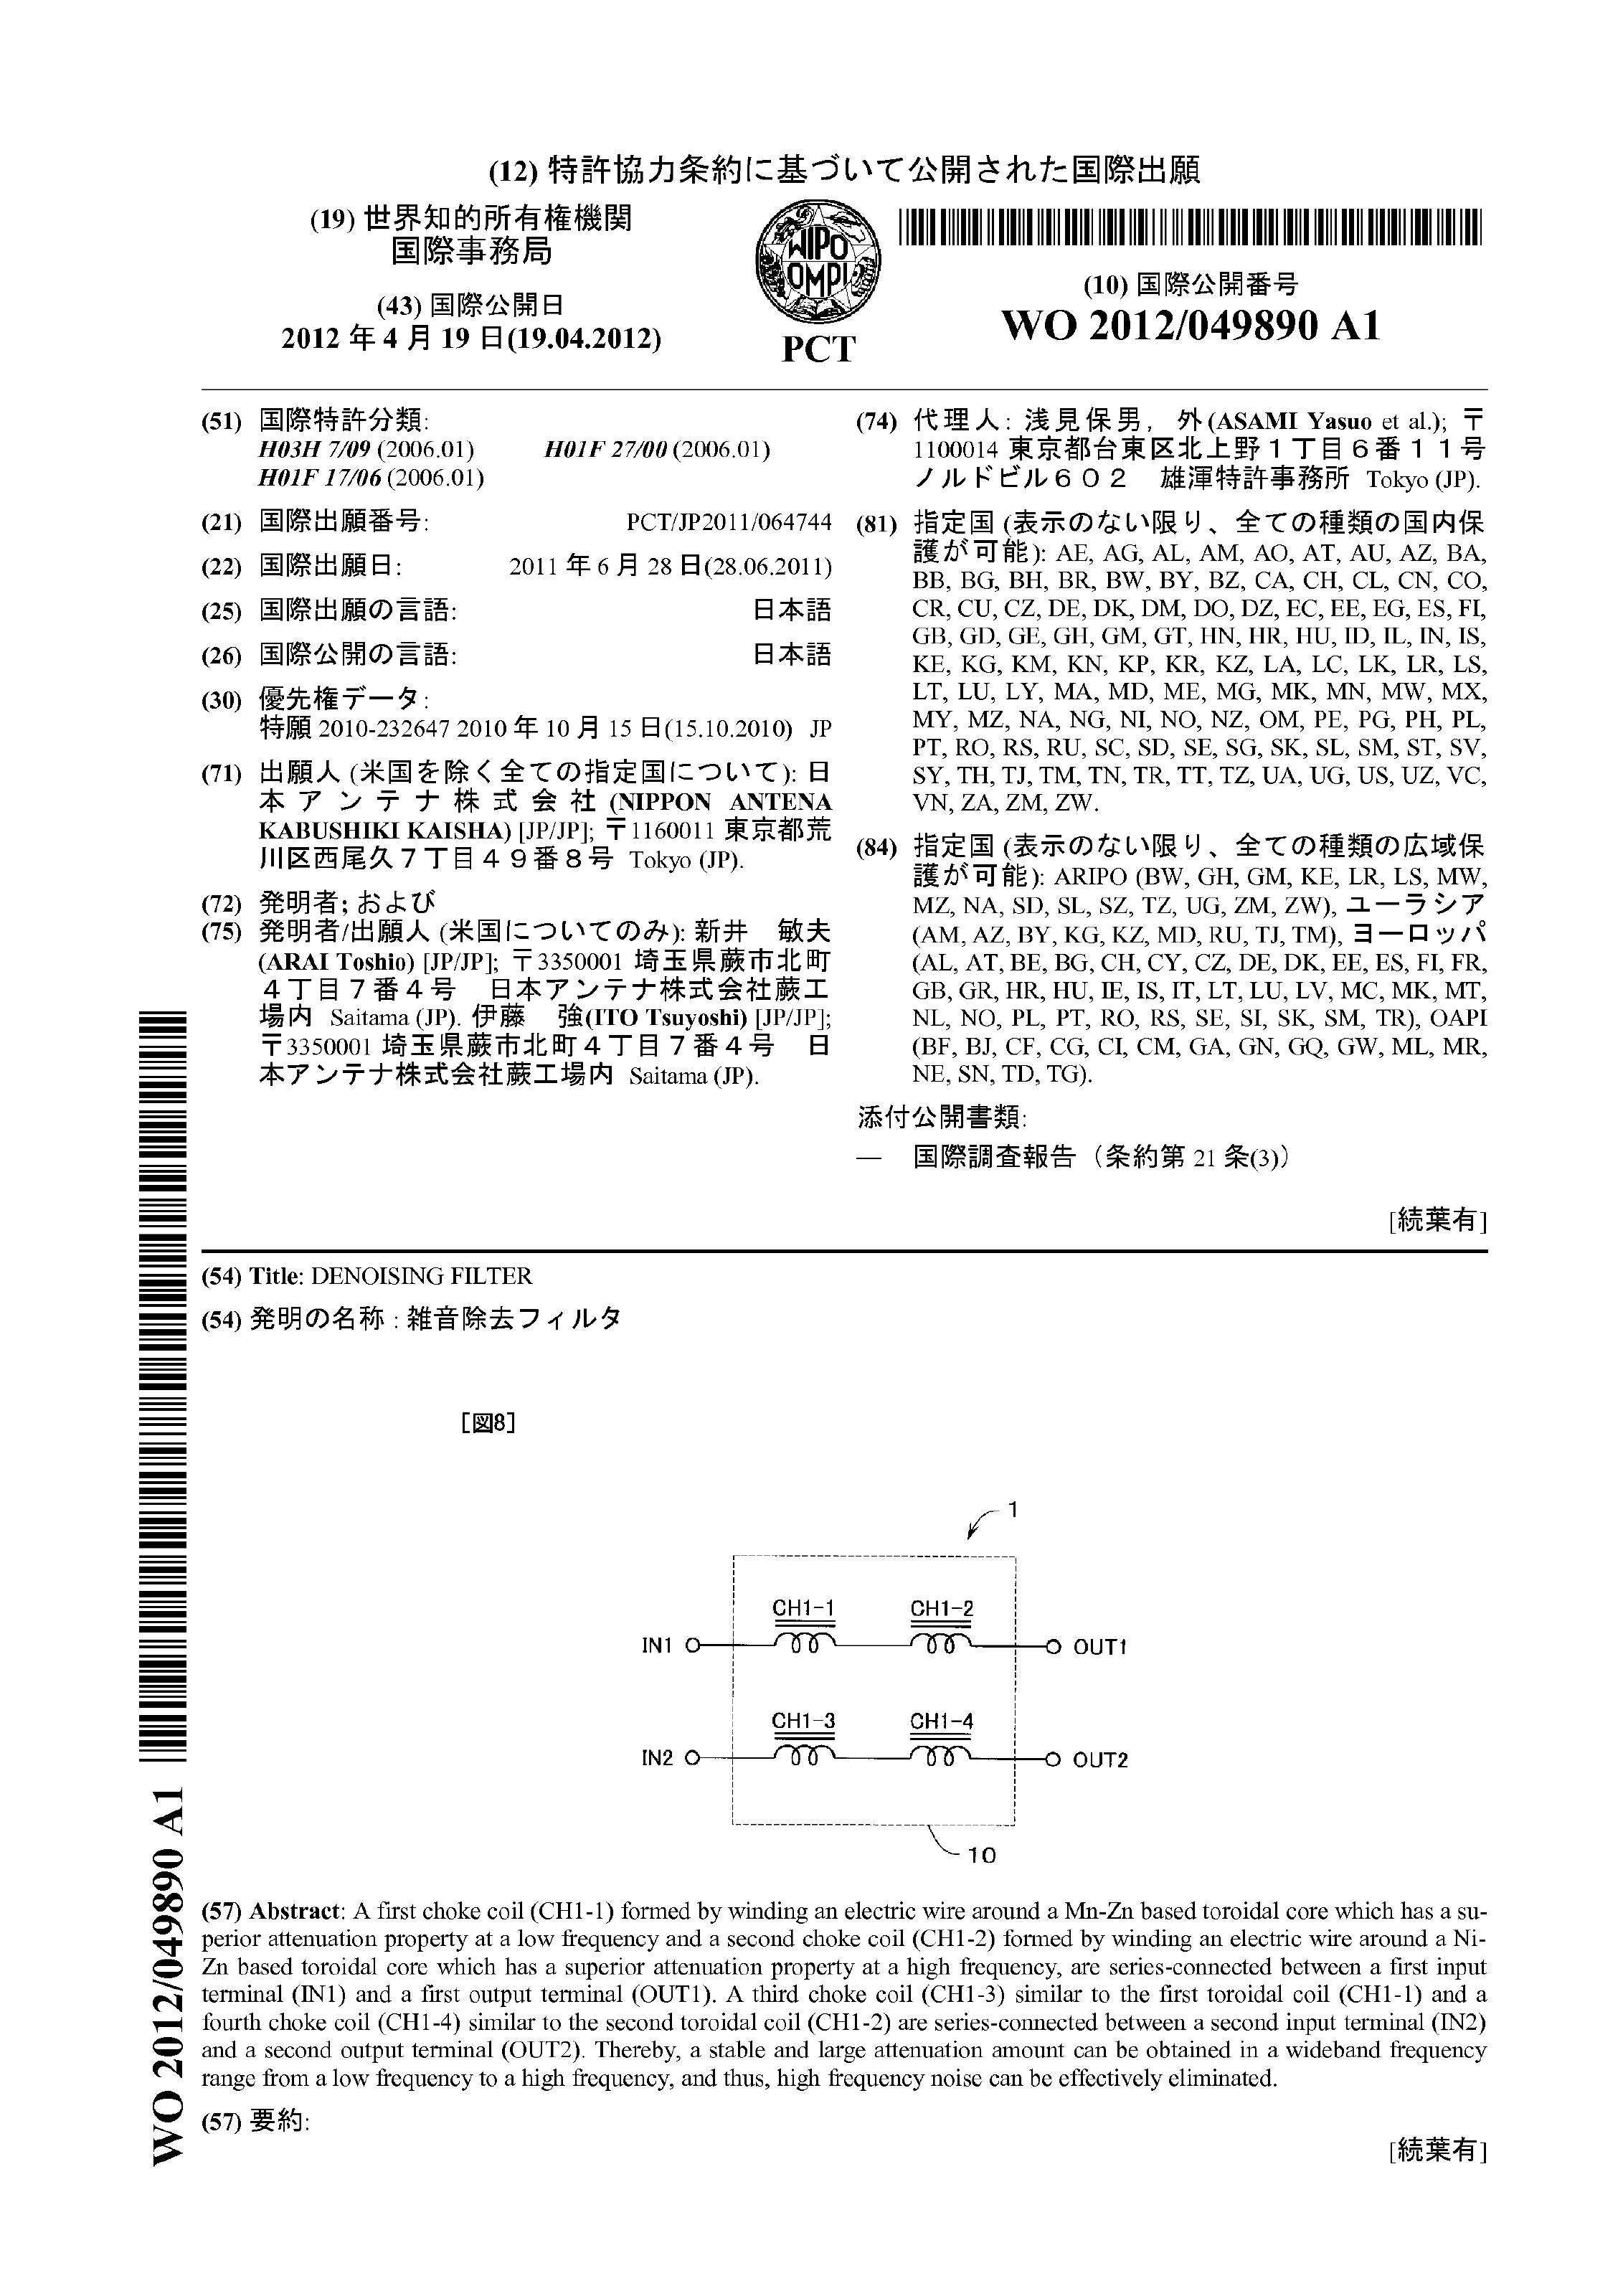 (12) 特許協力条約に基づいて公開された国際出願
(19) 世界知的所有権機関
国際事務局
(43) 国際公開日
2012 年 4 月 19 日(19.04.2012)
WIPO
OMPI
PCT
(10) 国際公開番号
WO 2012/049890 A1
(51) 国際特許分類:
H03H 7/09 (2006.01) H01F 27/00 (2006.01)
H01F 17/06 (2006.01)
(21) 国際出願番号: PCT/JP2011/064744
(22) 国際出願日: 2011 年 6 月 28 日(28.06.2011)
(25) 国際出願の言語: 日本語
(26) 国際公開の言語: 日本語
(30) 優先権データ:
特願 2010-232647 2010 年 10 月 15 日(15.10.2010) JP
(71) 出願人 (米国を除く全ての指定国について): 日
本アンテナ株式会社 (NIPPON ANTENA
KABUSHIKI KAISHA) [JP/JP]; 〒1160011 東京都荒
川区西尾久7丁目49番8号 Tokyo (JP).
(72) 発明者; および
(75) 発明者/出願人 (米国についてのみ): 新井 敏夫
(ARAI Toshio) [JP/JP]; 〒3350001 埼玉県蕨市北町
4丁目7番4号 日本アンテナ株式会社蕨工
場内 Saitama (JP). 伊藤 強(ITO Tsuyoshi) [JP/JP];
〒3350001 埼玉県蕨市北町4丁目7番4号 日
本アンテナ株式会社蕨工場内 Saitama (JP).
(74) 代理人: 浅見保男, 外(ASAMI Yasuo et al.); 〒
1100014 東京都台東区北上野1丁目6番11号
ノルドビル602 雄渾特許事務所 Tokyo (JP).
(81) 指定国 (表示のない限り、全ての種類の国内保
護が可能): AE, AG, AL, AM, AO, AT, AU, AZ, BA,
BB, BG, BH, BR, BW, BY, BZ, CA, CH, CL, CN, CO,
CR, CU, CZ, DE, DK, DM, DO, DZ, EC, EE, EG, ES, FI,
GB, GD, GE, GH, GM, GT, HN, HR, HU, ID, IL, IN, IS,
KE, KG, KM, KN, KP, KR, KZ, LA, LC, LK, LR, LS,
LT, LU, LY, MA, MD, ME, MG, MK, MN, MW, MX,
MY, MZ, NA, NG, NI, NO, NZ, OM, PE, PG, PH, PL,
PT, RO, RS, RU, SC, SD, SE, SG, SK, SL, SM, ST, SV,
SY, TH, TJ, TM, TN, TR, TT, TZ, UA, UG, US, UZ, VC,
VN, ZA, ZM, ZW.
(84) 指定国 (表示のない限り、全ての種類の広域保
護が可能): ARIPO (BW, GH, GM, KE, LR, LS, MW,
MZ, NA, SD, SL, SZ, TZ, UG, ZM, ZW), ユーラシア
(AM, AZ, BY, KG, KZ, MD, RU, TJ, TM), ヨーロッパ
(AL, AT, BE, BG, CH, CY, CZ, DE, DK, EE, ES, FI, FR,
GB, GR, HR, HU, IE, IS, IT, LT, LU, LV, MC, MK, MT,
NL, NO, PL, PT, RO, RS, SE, SI, SK, SM, TR), OAPI
(BF, BJ, CF, CG, CI, CM, GA, GN, GQ, GW, ML, MR,
NE, SN, TD, TG).
添付公開書類:
— 国際調査報告(条約第 21 条(3))
[続葉有]
(54) Title: DENOISING FILTER
(54) 発明の名称 : 雑音除去フィルタ
[図8]
1
CH1-1 CH1-2
IN1 OUT1
CH1-3 CH1-4
IN2 OUT2
10
(57) Abstract: A first choke coil (CH1-1) formed by winding an electric wire around a Mn-Zn based toroidal core which has a su-
perior attenuation property at a low frequency and a second choke coil (CH1-2) formed by winding an electric wire around a Ni-
Zn based toroidal core which has a superior attenuation property at a high frequency, are series-connected between a first input
terminal (IN1) and a first output terminal (OUT1). A third choke coil (CH1-3) similar to the first toroidal coil (CH1-1) and a
fourth choke coil (CH1-4) similar to the second toroidal coil (CH1-2) are series-connected between a second input terminal (IN2)
and a second output terminal (OUT2). Thereby, a stable and large attenuation amount can be obtained in a wideband frequency
range from a low frequency to a high frequency, and thus, high frequency noise can be effectively eliminated.
(57) 要約:
[続葉有]
WO 2012/049890 A1